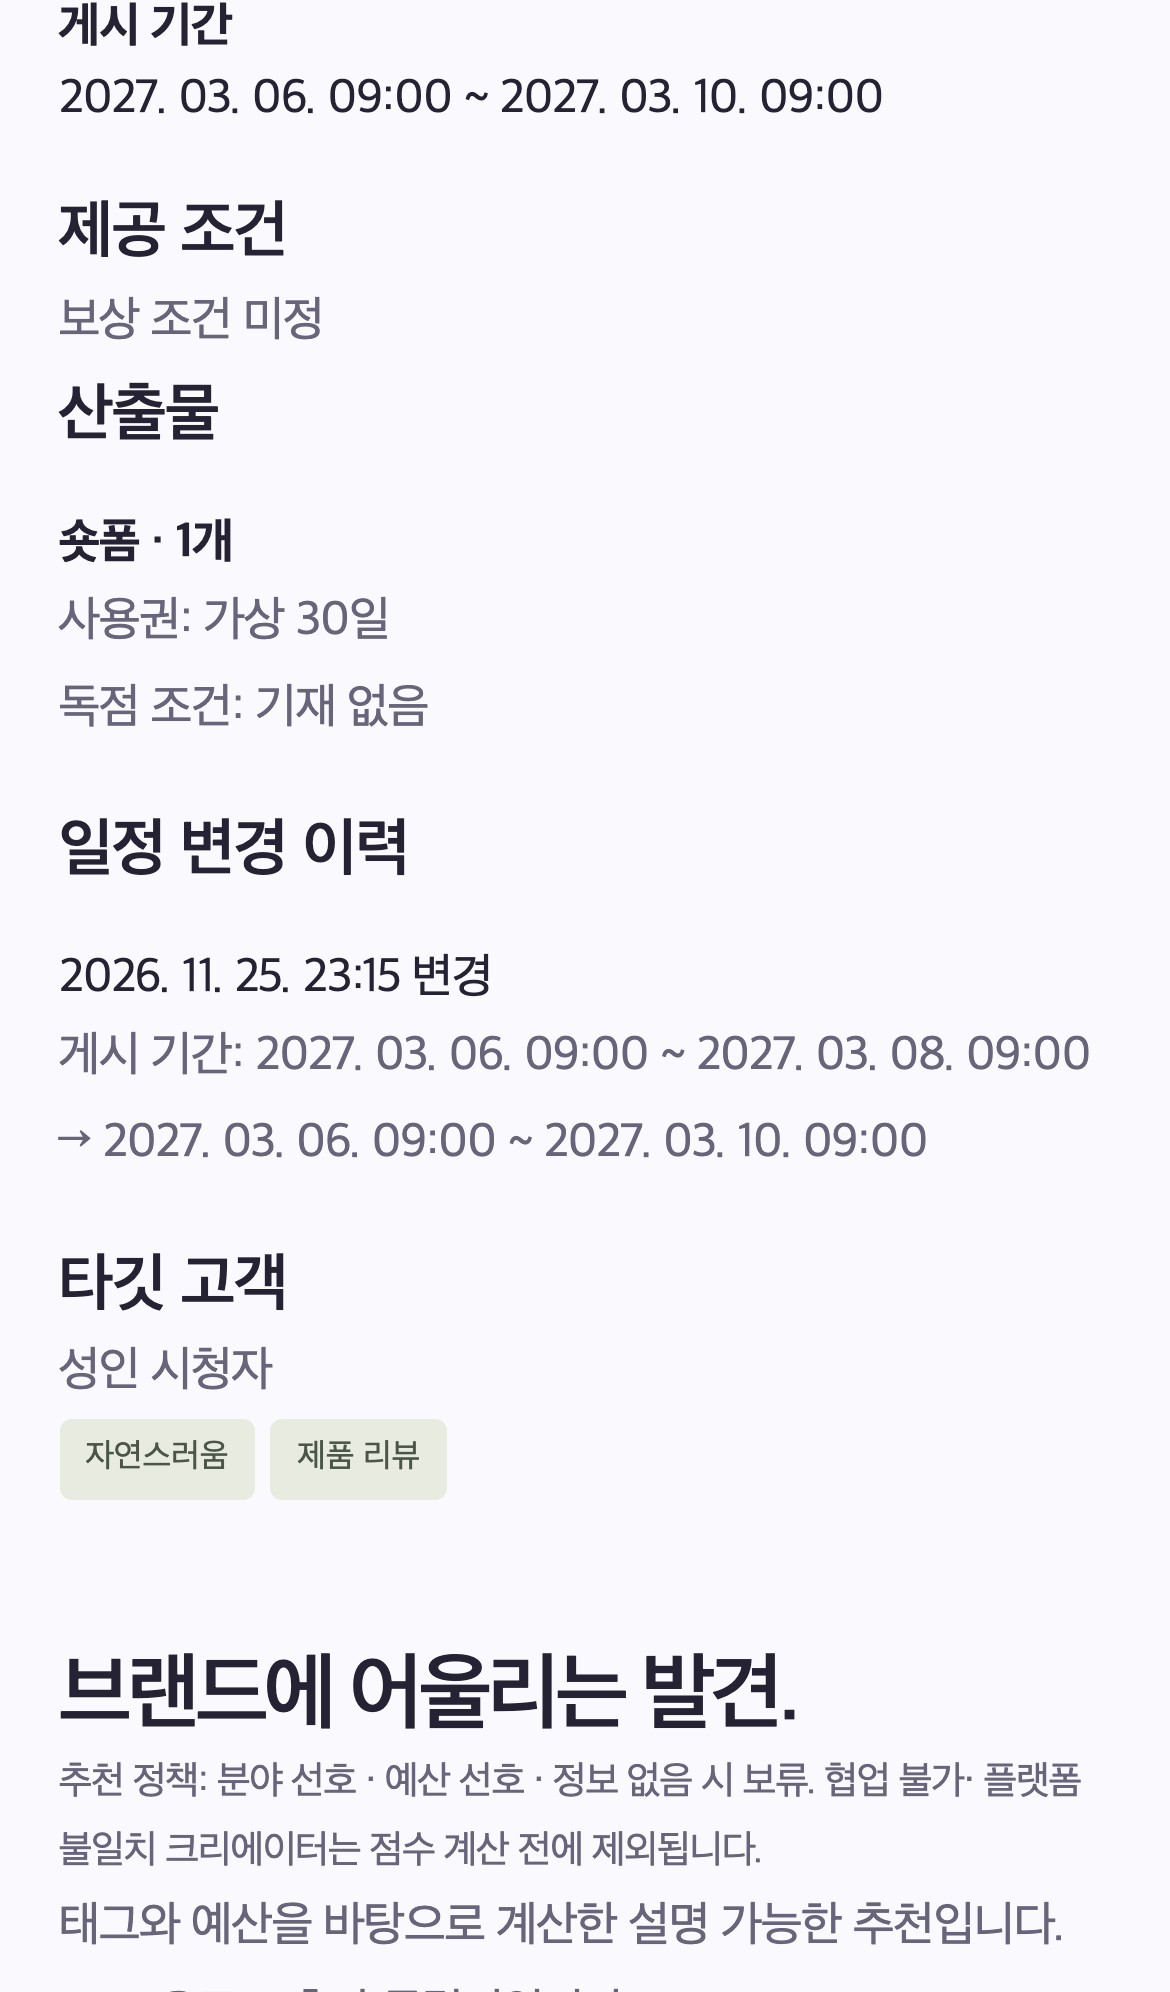 게시 기간
2027. 03. 06. 09:00 ~ 2027. 03. 10. 09:00
제공 조건
보상 조건 미정
산출물
숏폼 · 1개
사용권: 가상 30일
독점 조건: 기재 없음
일정 변경 이력
2026. 11. 25. 23:15 변경
게시 기간: 2027. 03. 06. 09:00 ~ 2027. 03. 08. 09:00
→ 2027. 03. 06. 09:00 ~ 2027. 03. 10. 09:00
타깃 고객
성인 시청자
자연스러움 제품 리뷰
브랜드에 어울리는 발견.
추천 정책: 분야 선호 · 예산 선호 · 정보 없음 시 보류. 협업 불가· 플랫폼
불일치 크리에이터는 점수 계산 전에 제외됩니다.
태그와 예산을 바탕으로 계산한 설명 가능한 추천입니다.